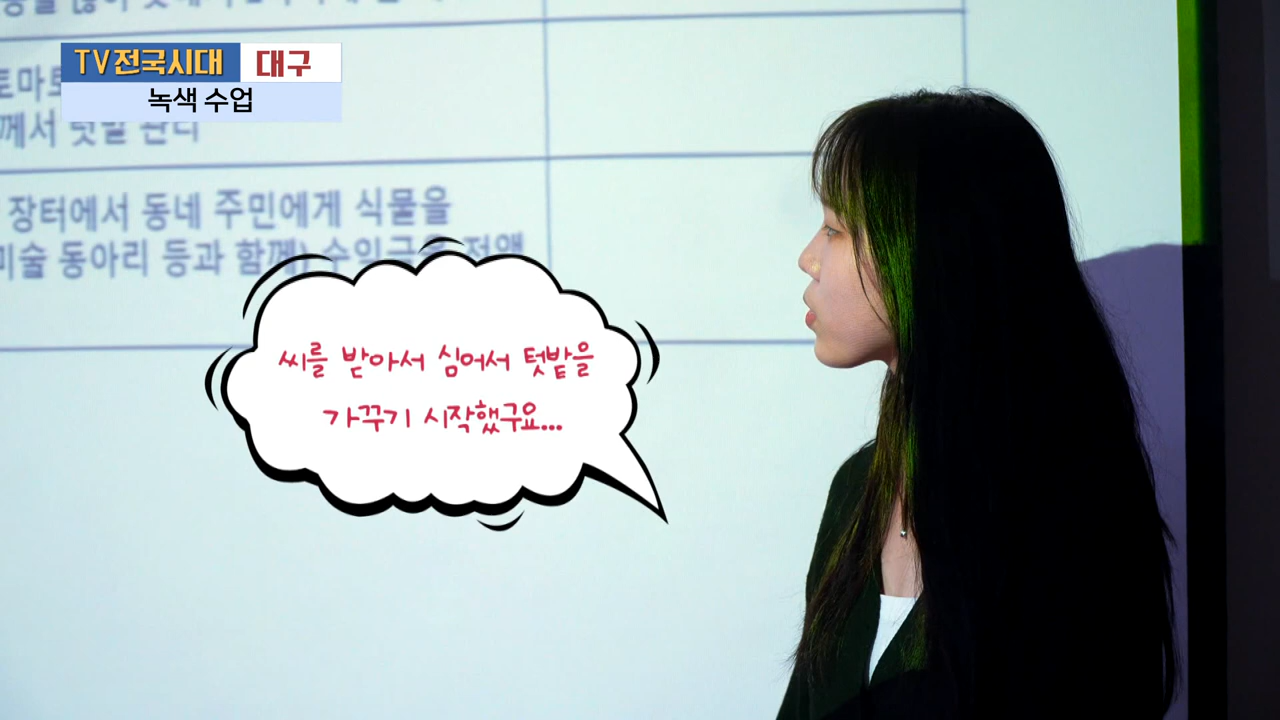 TV전국시대 대구
녹색 수업
토마토
께서 텃밭 관리
장터에서 동네 주민에게 식물을
미술 동아리 등과 함께) 수익금을 전액
씨를 받아서 심어서 텃밭을
가꾸기 시작했구요...